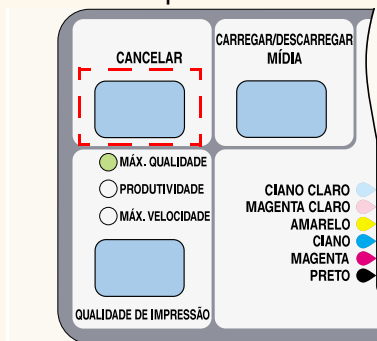 CANCELAR
CARREGAR/DESCARREGAR
MÍDIA
MÁX. QUALIDADE
PRODUTIVIDADE
MÁX. VELOCIDADE
QUALIDADE DE IMPRESSÃO
CIANO CLARO
MAGENTA CLARO
AMARELO
CIANO
MAGENTA
PRETO